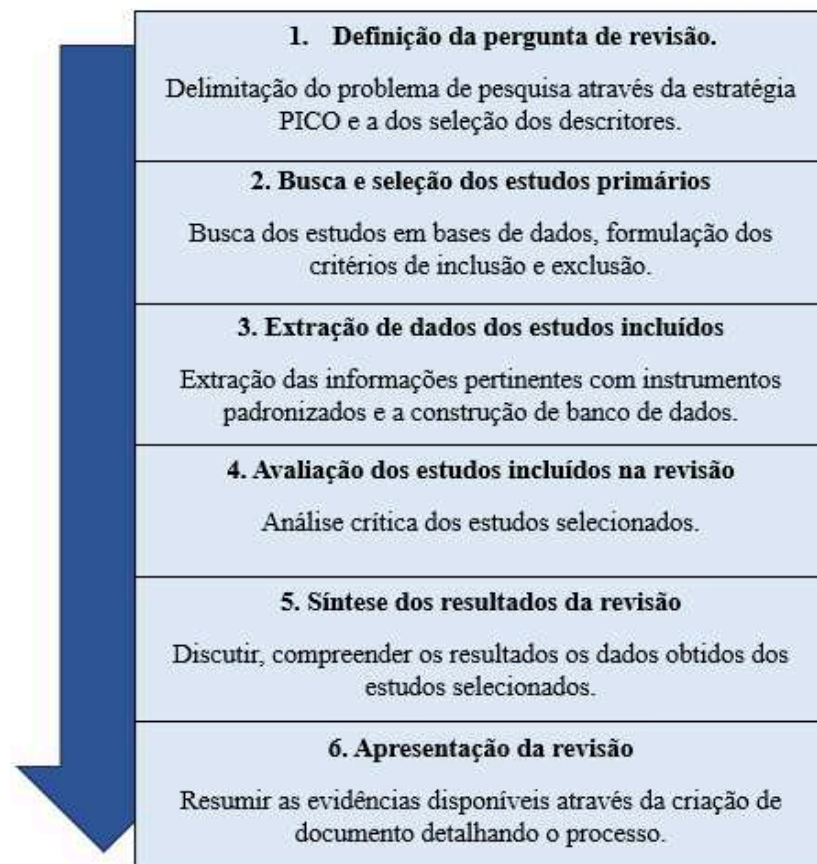 1. Definição da pergunta de revisão.
Delimitação do problema de pesquisa através da estratégia
PICO e a dos seleção dos descritores.
2. Busca e seleção dos estudos primários
Busca dos estudos em bases de dados, formulação dos
critérios de inclusão e exclusão.
3. Extração de dados dos estudos incluídos
Extração das informações pertinentes com instrumentos
padronizados e a construção de banco de dados.
4. Avaliação dos estudos incluídos na revisão
Análise crítica dos estudos selecionados.
5. Síntese dos resultados da revisão
Discutir, compreender os resultados os dados obtidos dos
estudos selecionados.
6. Apresentação da revisão
Resumir as evidências disponíveis através da criação de
documento detalhando o processo.